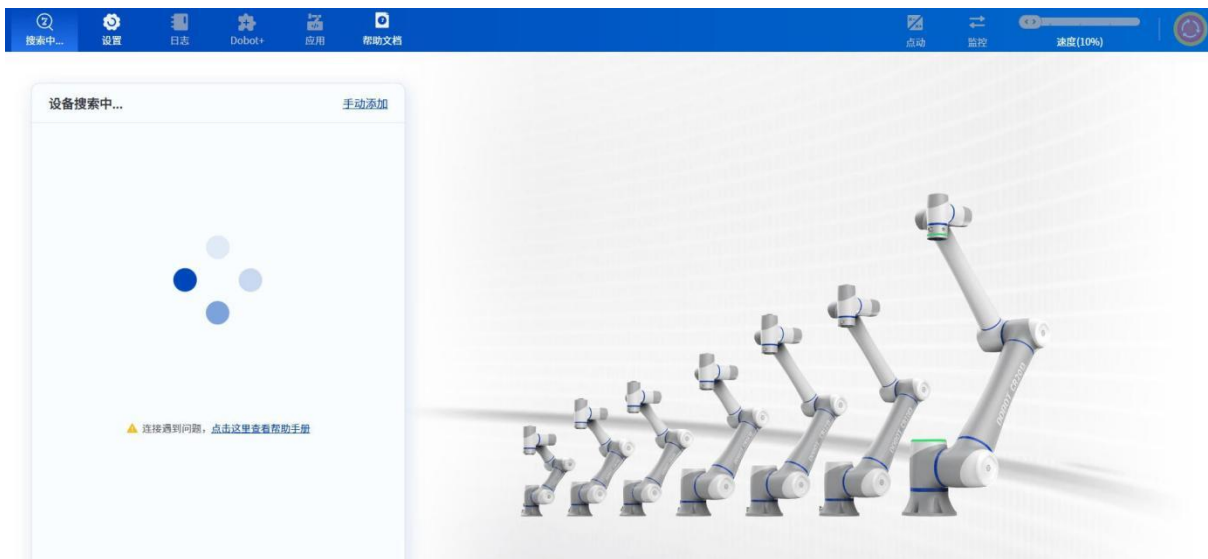 搜索中...
设置
日志
Dobot+
应用
帮助文档
点动
监控
速度(10%)
设备搜索中...
手动添加
连接遇到问题，点击这里查看帮助手册
DOBOT CR20A